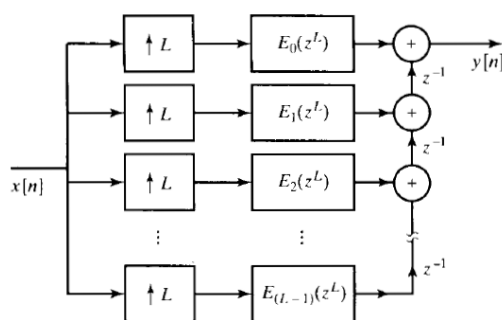 ↑ L E₀(z^L) + y[n]
z⁻¹
↑ L E₁(z^L) +
z⁻¹
x[n] ↑ L E₂(z^L) +
⋮ ⋮
z⁻¹
↑ L E₍L−1₎(z^L)